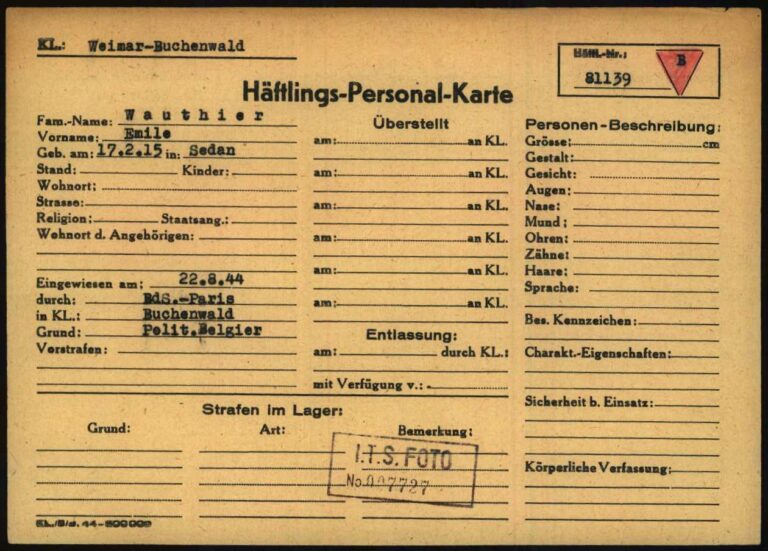 KL.: Weimar-Buchenwald
Häftl.-Nr.:
81139
B
Häftlings-Personal-Karte
Fam.-Name: Wauthier
Vorname: Emile
Geb. am: 17.2.15 in: Sedan
Stand: Kinder:
Wohnort:
Strasse:
Religion: Staatsang.:
Wohnort d. Angehörigen:
Eingewiesen am: 22.8.44
durch: BdS.-Paris
in KL.: Buchenwald
Grund: Polit.Belgier
Vorstrafen:
Überstellt
am: an KL.
am: an KL.
am: an KL.
am: an KL.
am: an KL.
am: an KL.
Entlassung:
am: durch KL.:
mit Verfügung v.:
Personen-Beschreibung:
Grösse: cm
Gestalt:
Gesicht:
Augen:
Nase:
Mund:
Ohren:
Zähne:
Haare:
Sprache:
Bes. Kennzeichen:
Charakt.-Eigenschaften:
Sicherheit b. Einsatz:
Körperliche Verfassung:
Strafen im Lager:
Grund: Art: Bemerkung:
I.T.S. FOTO
No. 007727